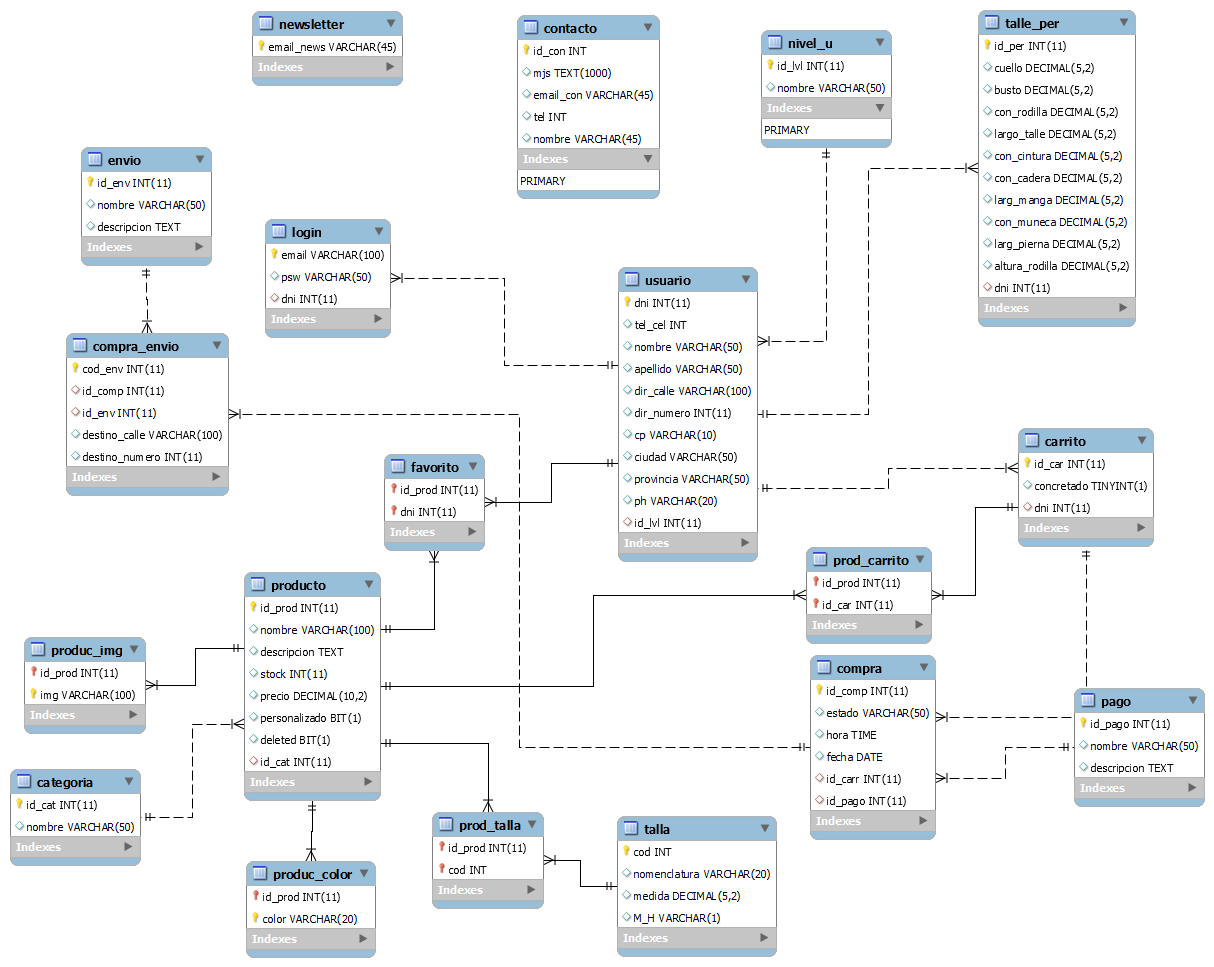 newsletter
email_news VARCHAR(45)
Indexes
contacto
id_con INT
mjs TEXT(1000)
email_con VARCHAR(45)
tel INT
nombre VARCHAR(45)
Indexes
PRIMARY
nivel_u
id_lvl INT(11)
nombre VARCHAR(50)
Indexes
PRIMARY
talle_per
id_per INT(11)
cuello DECIMAL(5,2)
busto DECIMAL(5,2)
con_rodilla DECIMAL(5,2)
largo_talle DECIMAL(5,2)
con_cintura DECIMAL(5,2)
con_cadera DECIMAL(5,2)
larg_manga DECIMAL(5,2)
con_muneca DECIMAL(5,2)
larg_pierna DECIMAL(5,2)
altura_rodilla DECIMAL(5,2)
dni INT(11)
Indexes
envio
id_env INT(11)
nombre VARCHAR(50)
descripcion TEXT
Indexes
login
email VARCHAR(100)
psw VARCHAR(50)
dni INT(11)
Indexes
usuario
dni INT(11)
tel_cel INT
nombre VARCHAR(50)
apellido VARCHAR(50)
dir_calle VARCHAR(100)
dir_numero INT(11)
cp VARCHAR(10)
ciudad VARCHAR(50)
provincia VARCHAR(50)
ph VARCHAR(20)
id_lvl INT(11)
Indexes
compra_envio
cod_env INT(11)
id_comp INT(11)
id_env INT(11)
destino_calle VARCHAR(100)
destino_numero INT(11)
Indexes
favorito
id_prod INT(11)
dni INT(11)
Indexes
carrito
id_car INT(11)
concretado TINYINT(1)
dni INT(11)
Indexes
prod_carrito
id_prod INT(11)
id_car INT(11)
Indexes
producto
id_prod INT(11)
nombre VARCHAR(100)
descripcion TEXT
stock INT(11)
precio DECIMAL(10,2)
personalizado BIT(1)
deleted BIT(1)
id_cat INT(11)
Indexes
produc_img
id_prod INT(11)
img VARCHAR(100)
Indexes
compra
id_comp INT(11)
estado VARCHAR(50)
hora TIME
fecha DATE
id_carr INT(11)
id_pago INT(11)
Indexes
pago
id_pago INT(11)
nombre VARCHAR(50)
descripcion TEXT
Indexes
categoria
id_cat INT(11)
nombre VARCHAR(50)
Indexes
prod_talla
id_prod INT(11)
cod INT
Indexes
talla
cod INT
nomenclatura VARCHAR(20)
medida DECIMAL(5,2)
M_H VARCHAR(1)
Indexes
produc_color
id_prod INT(11)
color VARCHAR(20)
Indexes